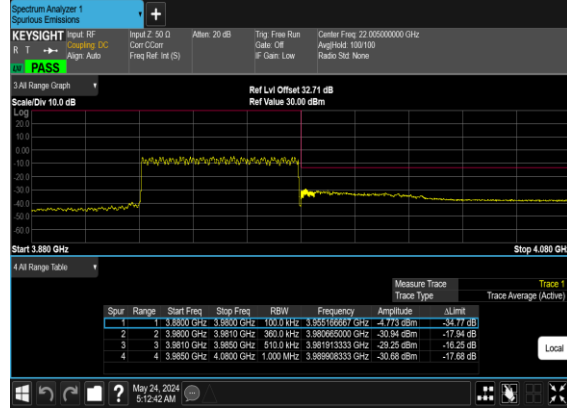 Spectrum Analyzer 1
Spurious Emissions
+
KEYSIGHT Input: RF Input Z: 50 Ω Atten: 20 dB Trig: Free Run Center Freq: 22.005000000 GHz
R T Coupling: DC Corr CCorr Gate: Off Avg|Hold: 100/100
Align: Auto Freq Ref: Int (S) IF Gain: Low Radio Std: None
PASS
3 All Range Graph
Ref Lvl Offset 32.71 dB
Scale/Div 10.0 dB Ref Value 30.00 dBm
Log
20.0
10.0
0.00
-10.0
-20.0
-30.0
-40.0
-50.0
-60.0
Start 3.880 GHz Stop 4.080 GHz
4 All Range Table
Measure Trace Trace 1
Trace Type Trace Average (Active)
Spur Range Start Freq Stop Freq RBW Frequency Amplitude ΔLimit
1 1 3.8800 GHz 3.9800 GHz 100.0 kHz 3.955166667 GHz -4.773 dBm -34.77 dB
2 2 3.9800 GHz 3.9810 GHz 360.0 kHz 3.980665000 GHz -30.94 dBm -17.94 dB
3 3 3.9810 GHz 3.9850 GHz 510.0 kHz 3.981913333 GHz -29.25 dBm -16.25 dB
4 4 3.9850 GHz 4.0800 GHz 1.000 MHz 3.989908333 GHz -30.68 dBm -17.68 dB
Local
? May 24, 2024
5:12:42 AM